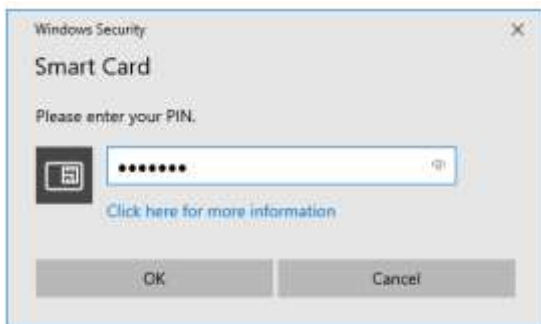 Windows Security
Smart Card
Please enter your PIN.
•••••••
Click here for more information
OK Cancel